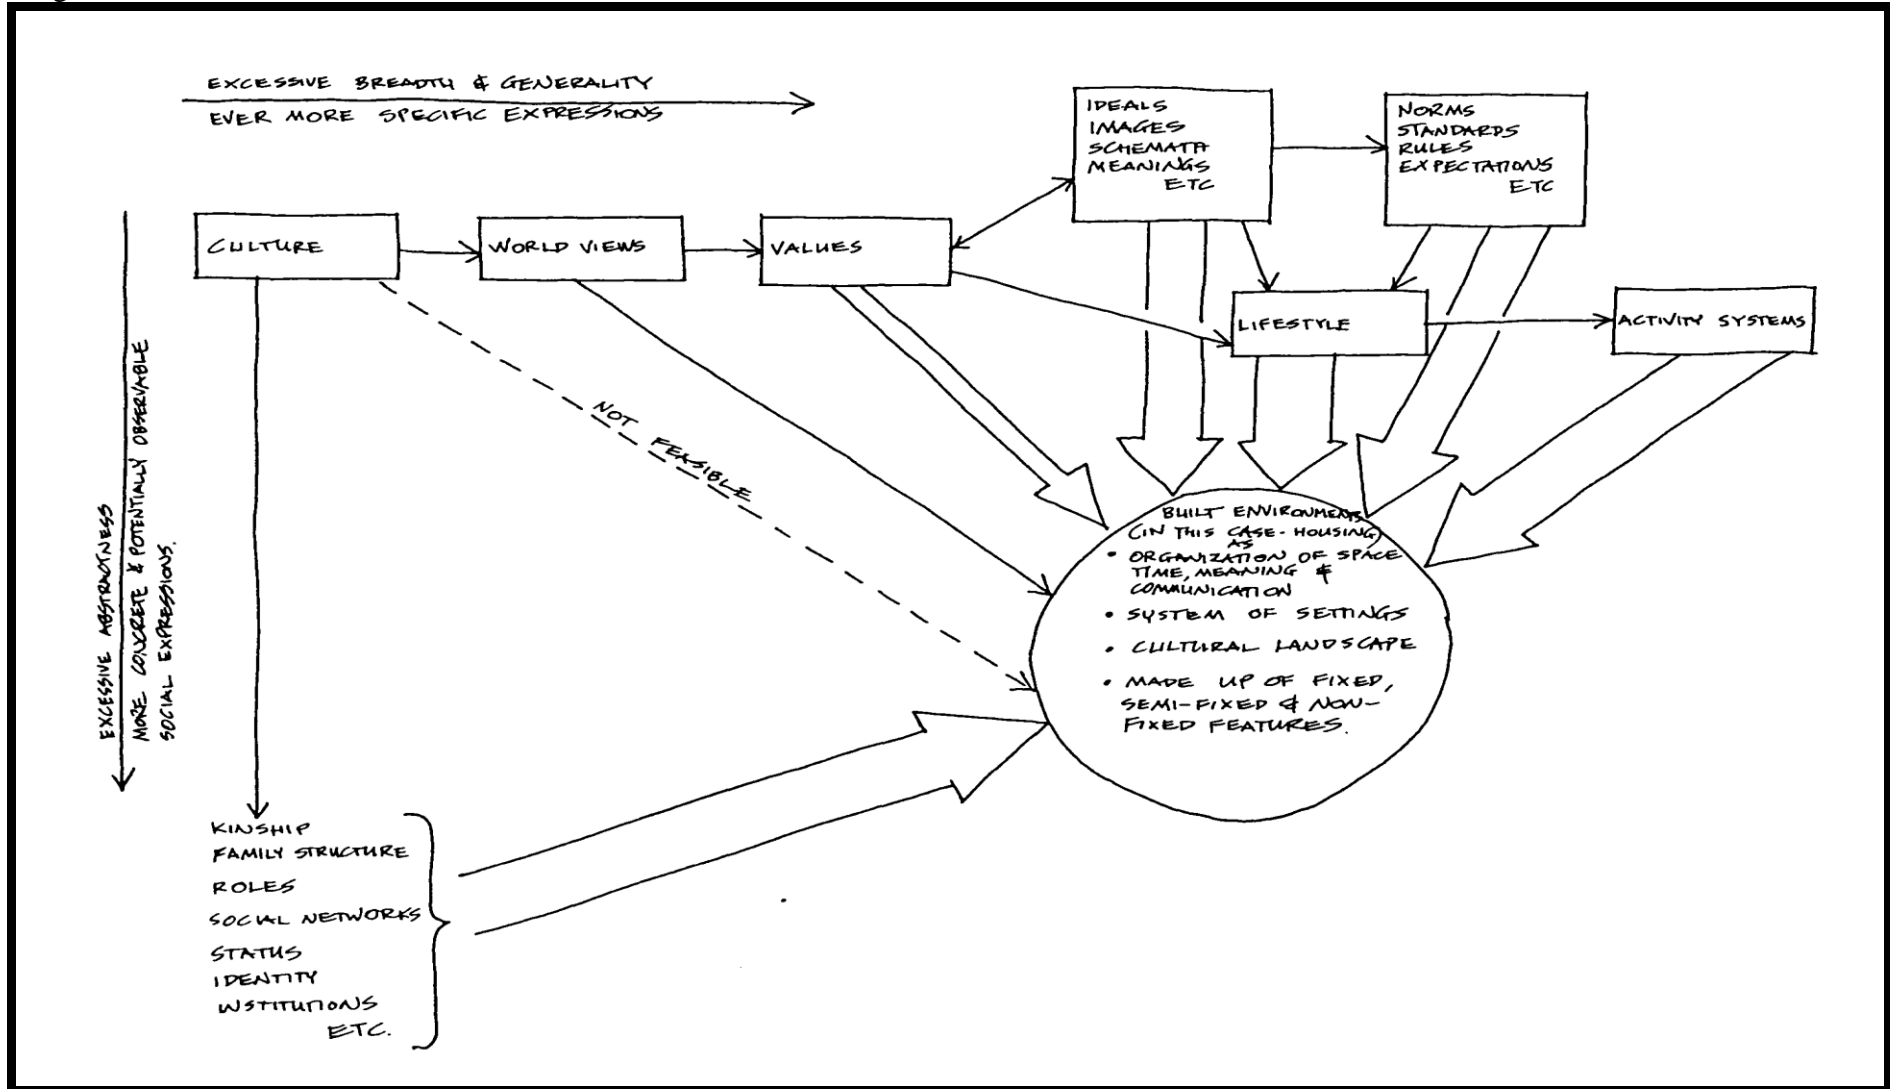 EXCESSIVE BREADTH & GENERALITY
EVER MORE SPECIFIC EXPRESSIONS
IDEALS
IMAGES
SCHEMATA
MEANINGS
ETC
NORMS
STANDARDS
RULES
EXPECTATIONS
ETC
CULTURE
WORLD VIEWS
VALUES
LIFESTYLE
ACTIVITY SYSTEMS
EXCESSIVE ABSTRACTNESS
MORE CONCRETE & POTENTIALLY OBSERVABLE
SOCIAL EXPRESSIONS.
NOT FEASIBLE
BUILT ENVIRONMENTS
(IN THIS CASE - HOUSING)
AS
• ORGANIZATION OF SPACE
TIME, MEANING &
COMMUNICATION
• SYSTEM OF SETTINGS
• CULTURAL LANDSCAPE
• MADE UP OF FIXED,
SEMI-FIXED & NON-
FIXED FEATURES.
KINSHIP
FAMILY STRUCTURE
ROLES
SOCIAL NETWORKS
STATUS
IDENTITY
INSTITUTIONS
ETC.